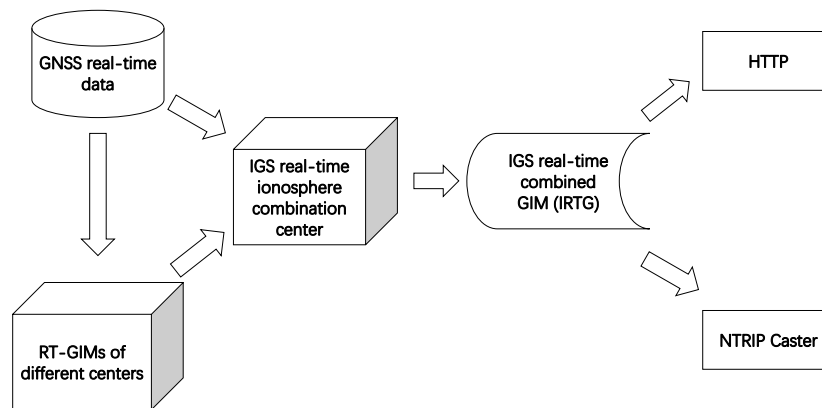 GNSS real-time
data
HTTP
IGS real-time
ionosphere
combination
center
IGS real-time
combined
GIM (IRTG)
RT-GIMs of
different centers
NTRIP Caster